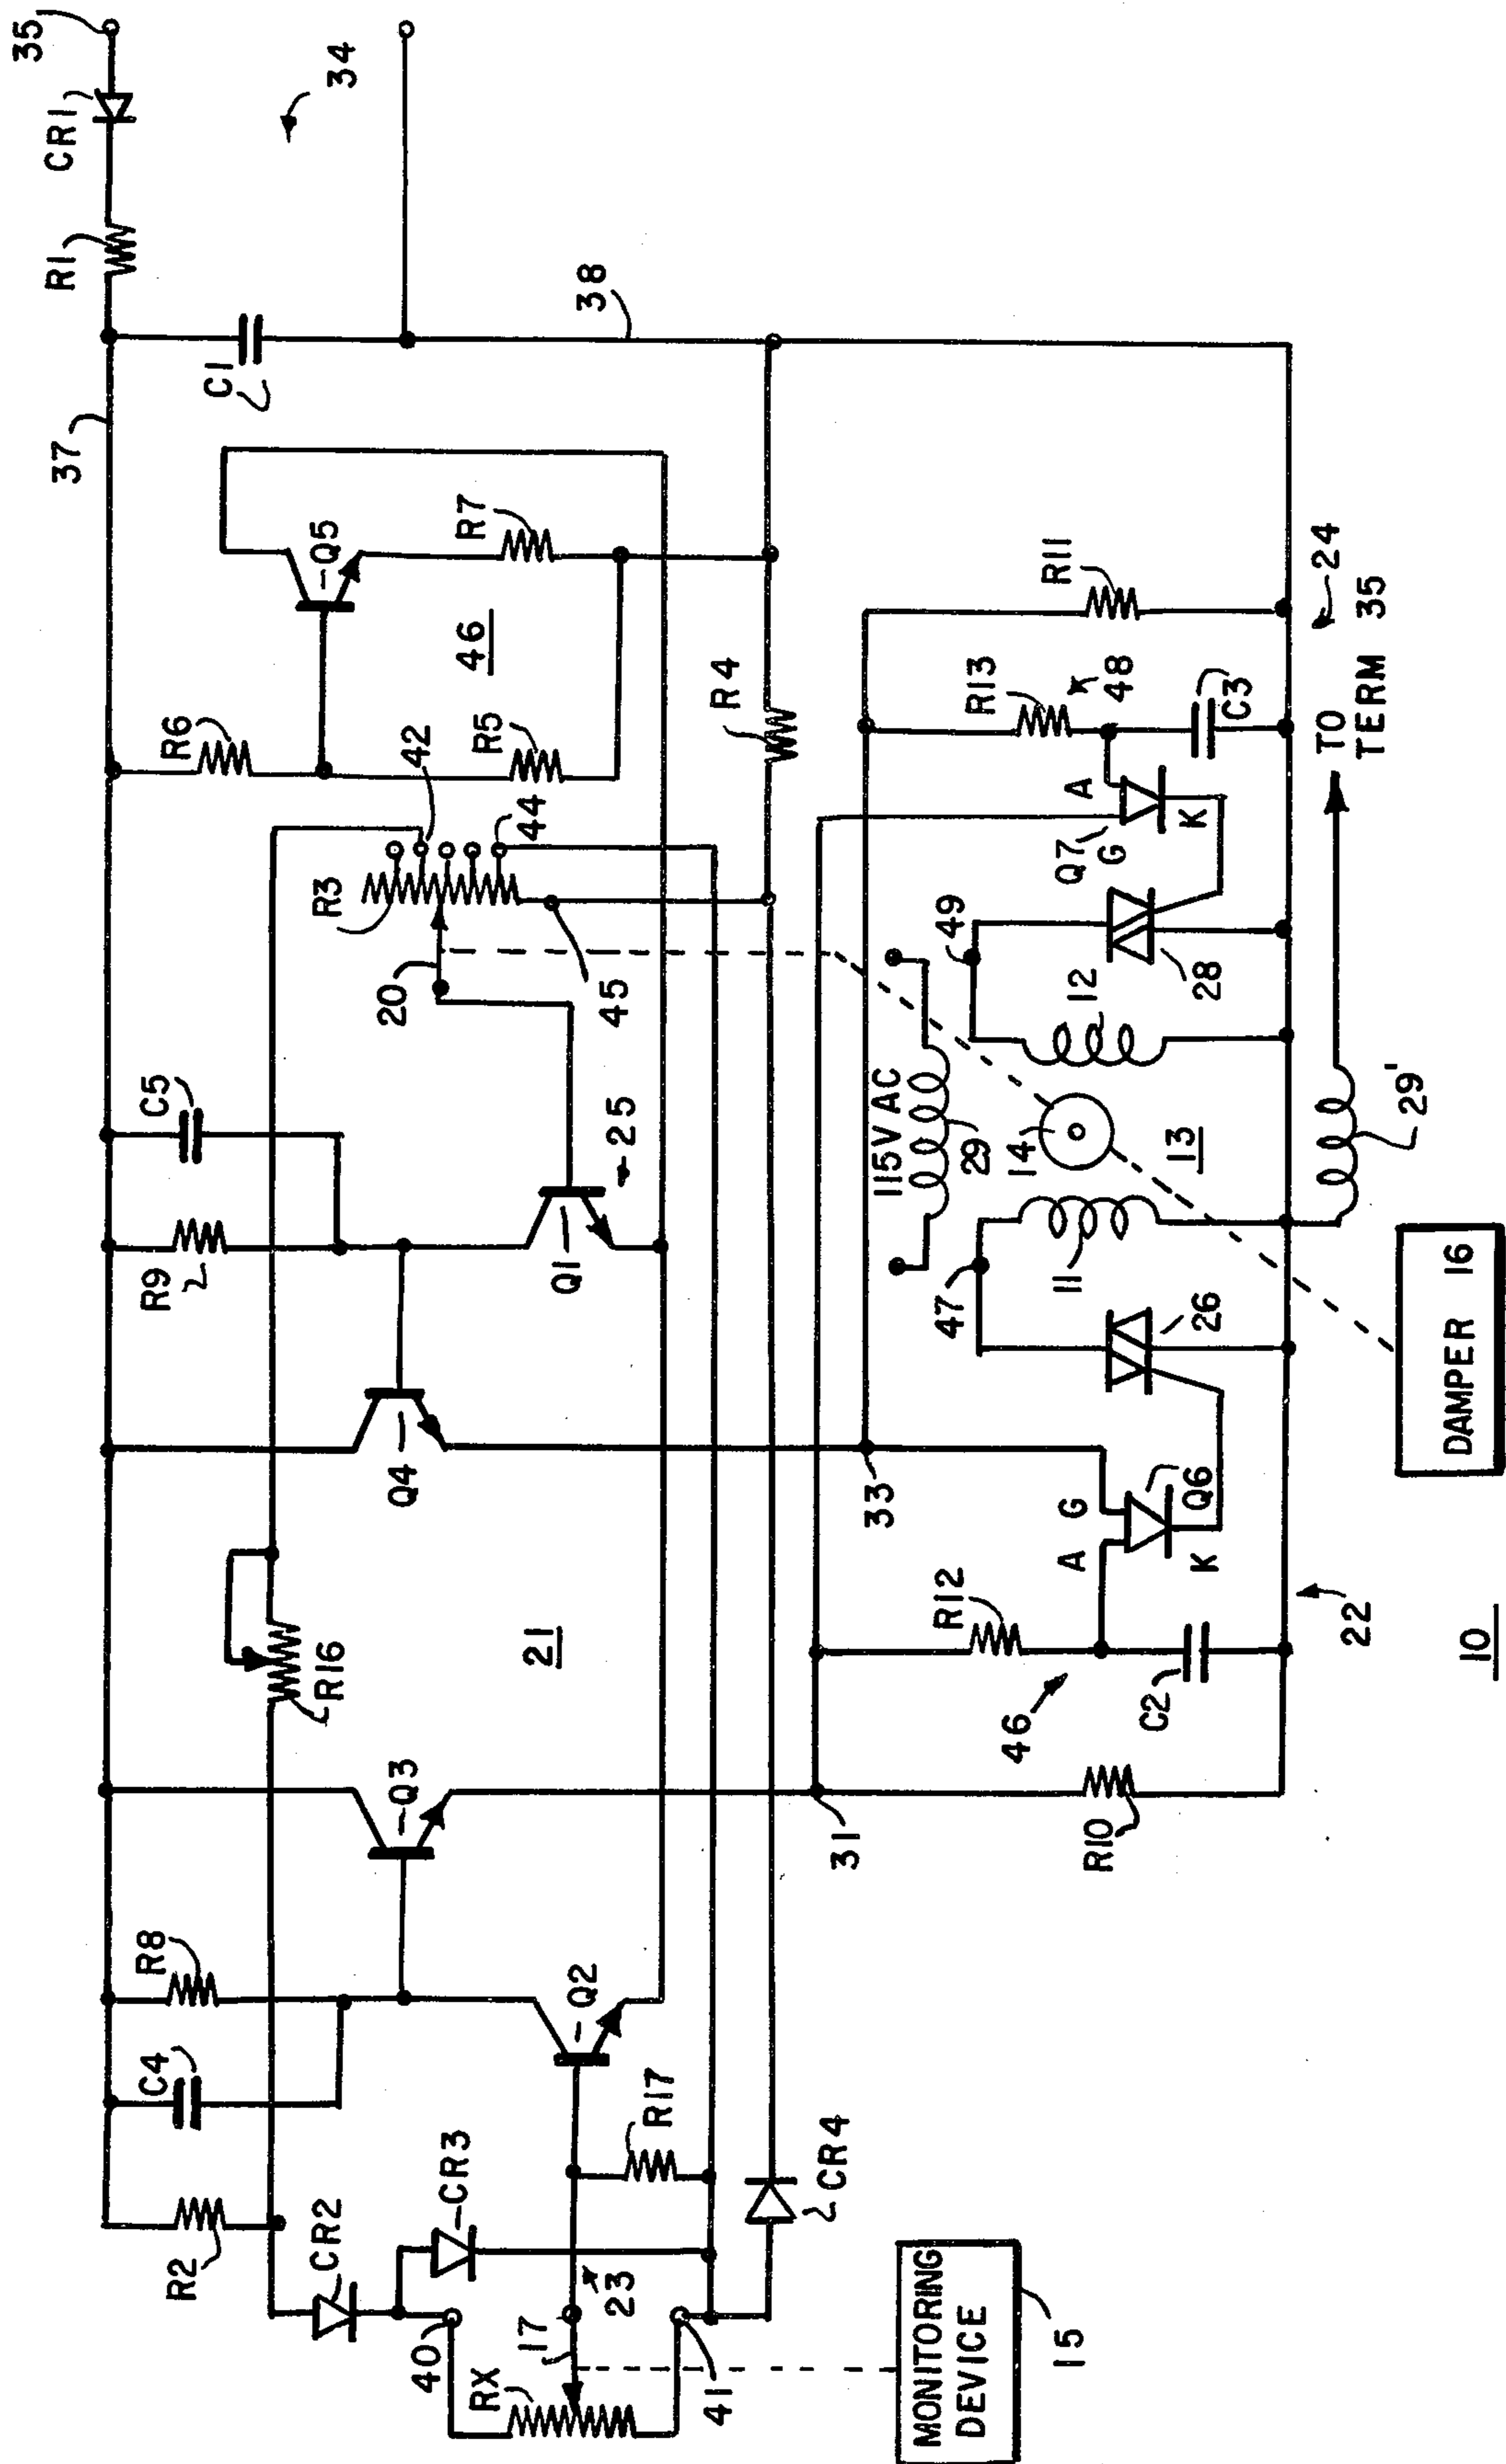 35
CR1
34
R1
38
C1
37
R7
-Q5
46
R11
24
R6
R5
42
44
R4
R13
48
C3
TO
TERM 35
R3
20
45
A
Q7
G
K
49
28
12
C5
25
115V AC
29
14
13
29'
R9
Q1
47
11
26
DAMPER 16
Q4
33
G
A
Q6
K
R16
21
R12
46
C2
22
10
-Q3
31
R10
R8
-Q2
C4
R17
CR4
R2
CR2
-CR3
23
40
17
RX
41
MONITORING
DEVICE
15